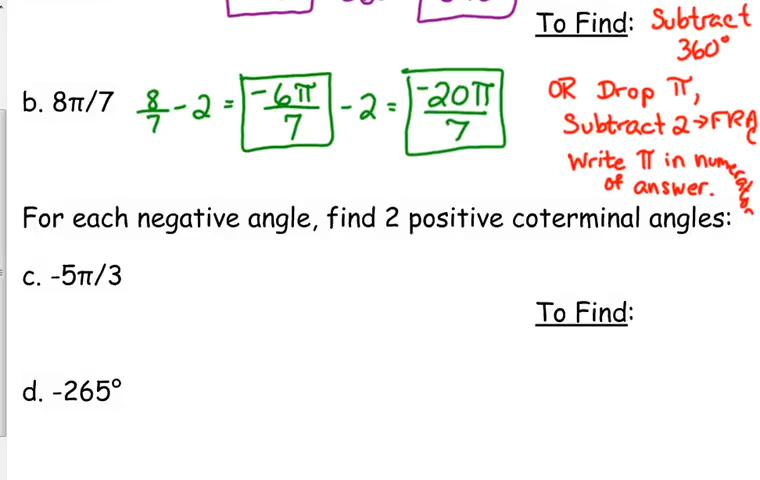 To Find: Subtract
360°
b. 8π/7 8/7 - 2 = -6π/7 - 2 = -20π/7
OR Drop π,
Subtract 2→FRAC
Write π in numerator
of answer.
For each negative angle, find 2 positive coterminal angles:
c. -5π/3
To Find:
d. -265°